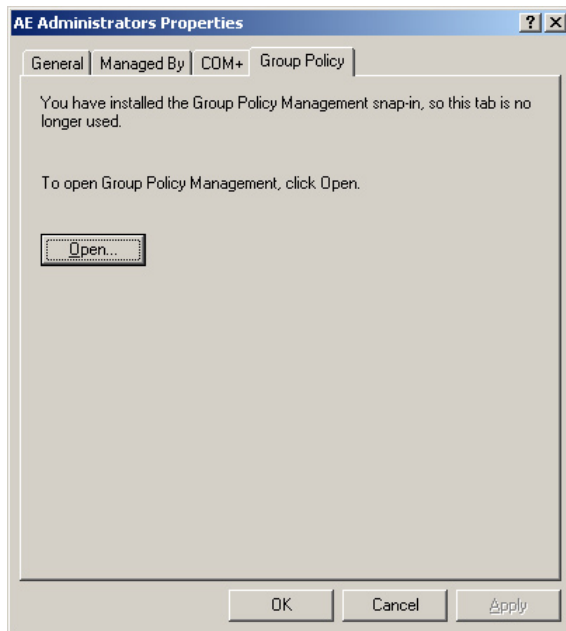 AE Administrators Properties
General Managed By COM+ Group Policy
You have installed the Group Policy Management snap-in, so this tab is no
longer used.
To open Group Policy Management, click Open.
Open...
OK Cancel Apply